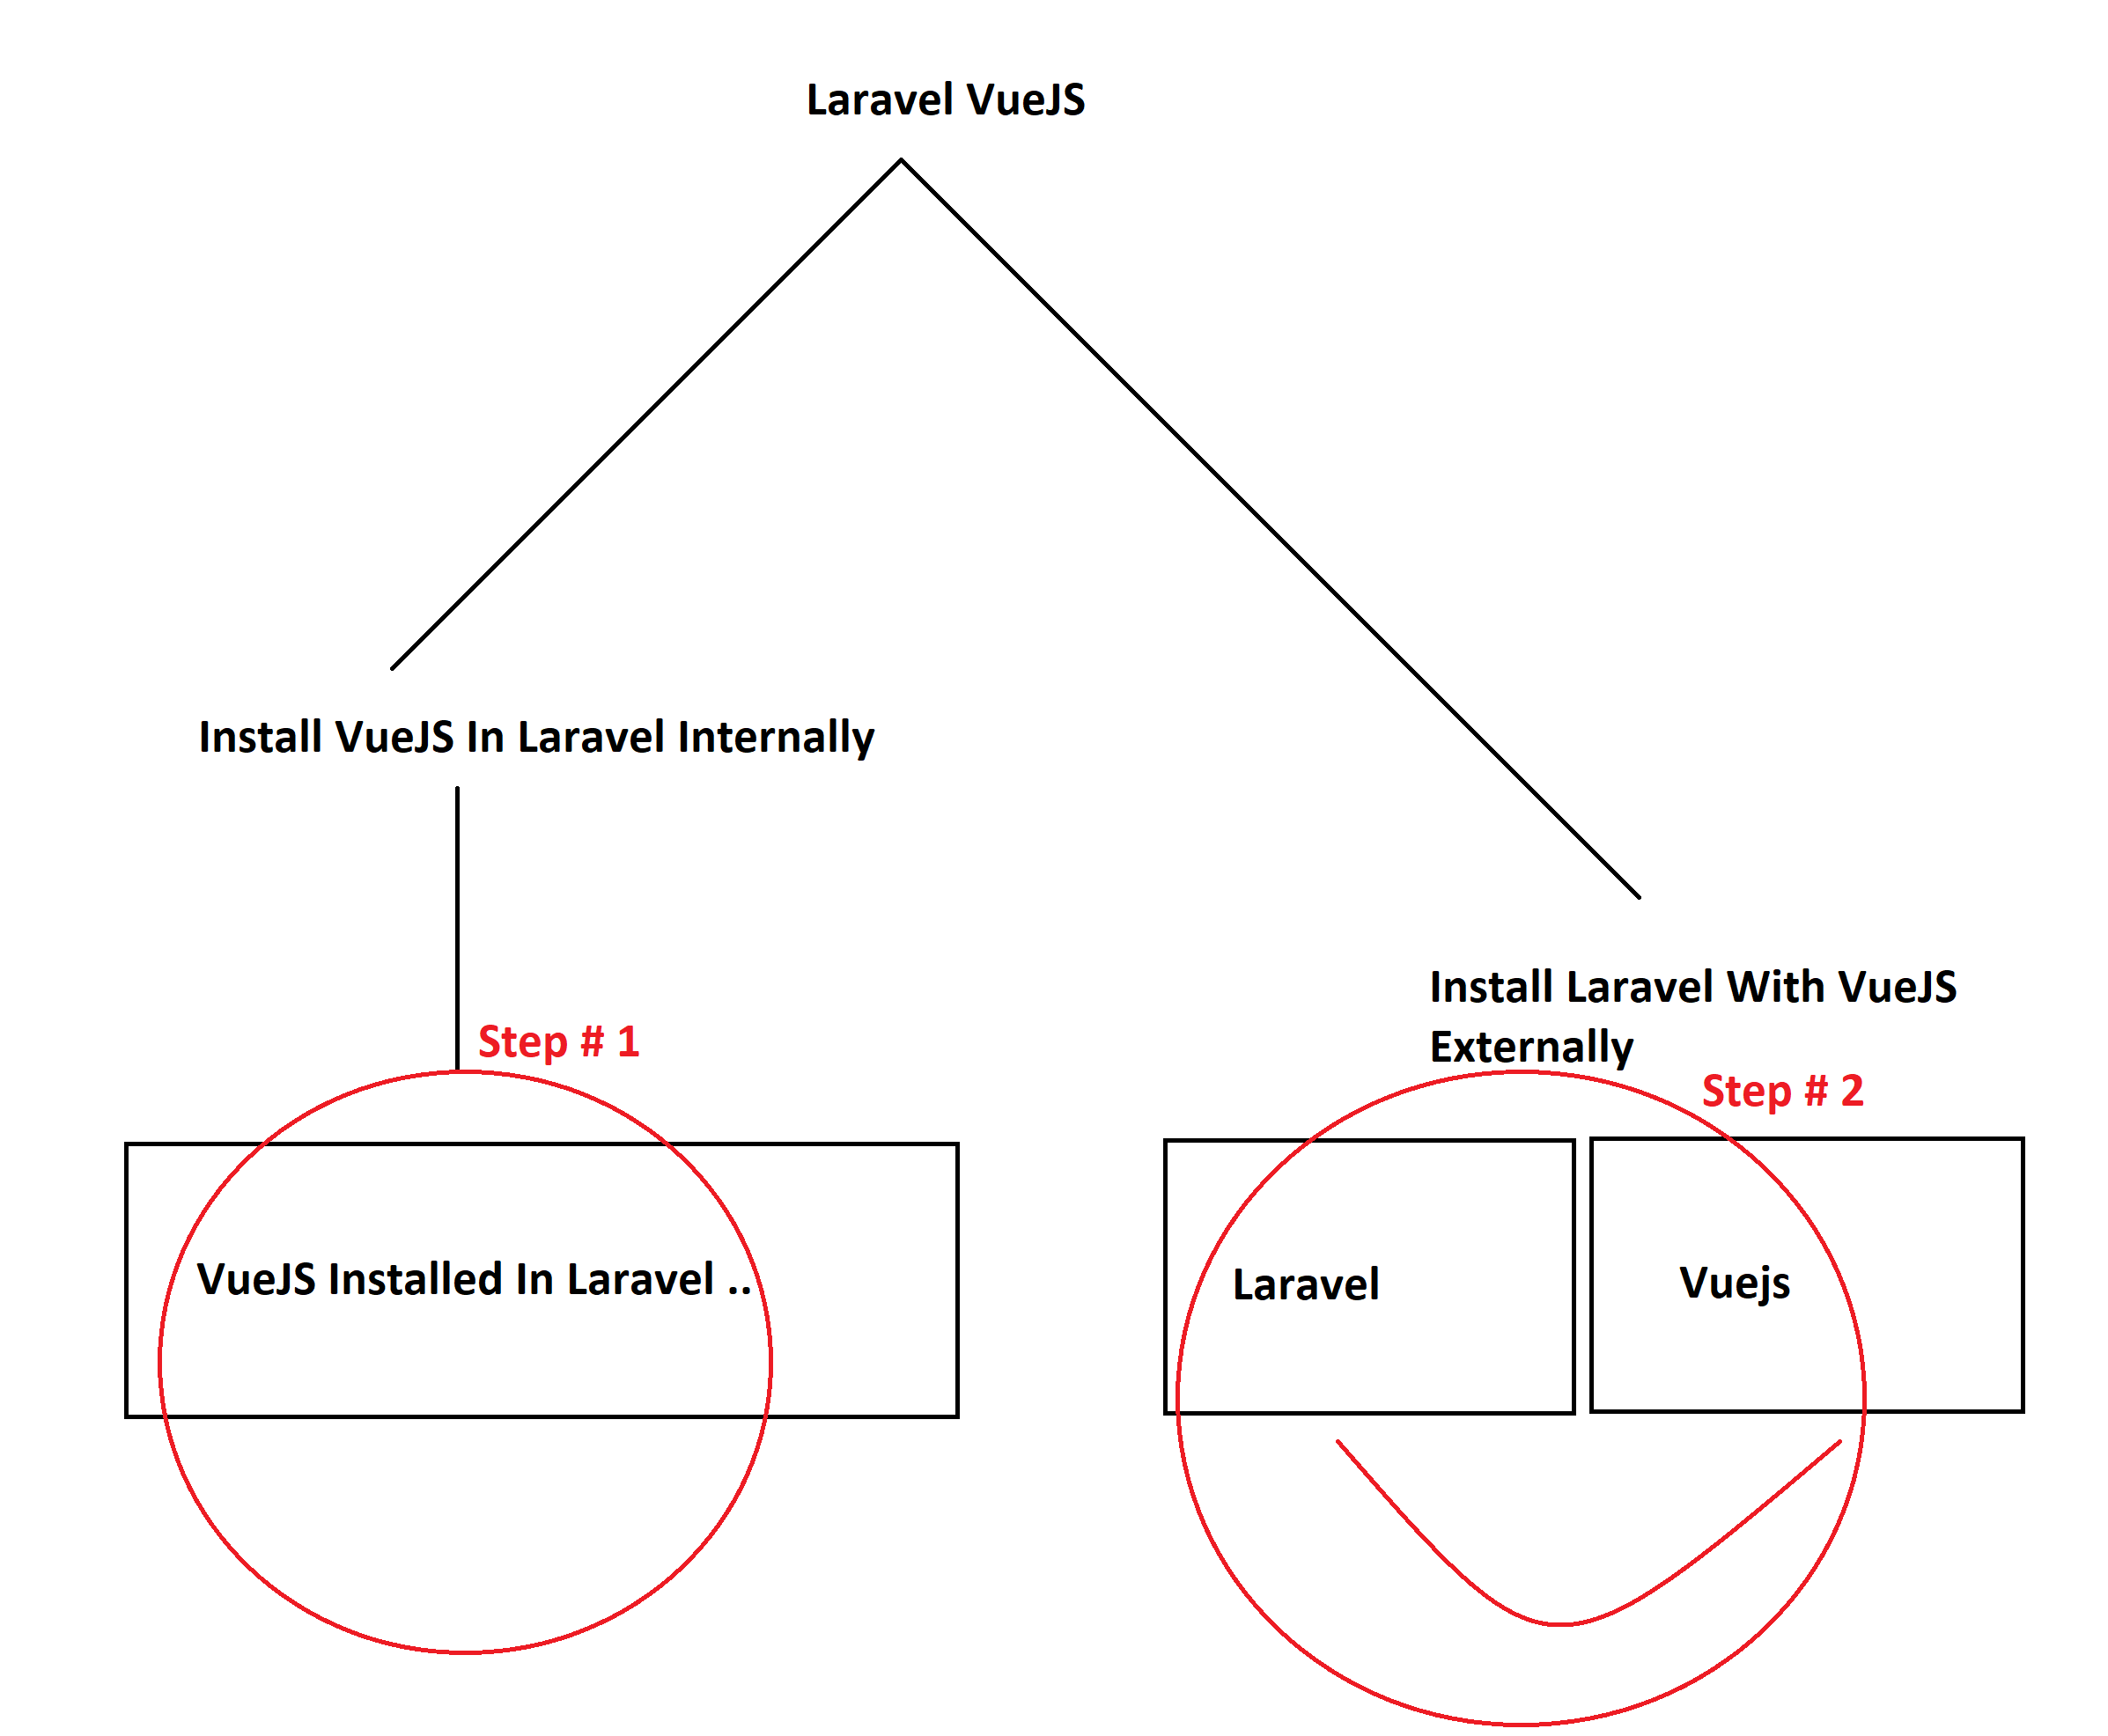 Laravel VueJS
Install VueJS In Laravel Internally
Install Laravel With VueJS
Externally
Step # 1
Step # 2
VueJS Installed In Laravel ..
Laravel
Vuejs